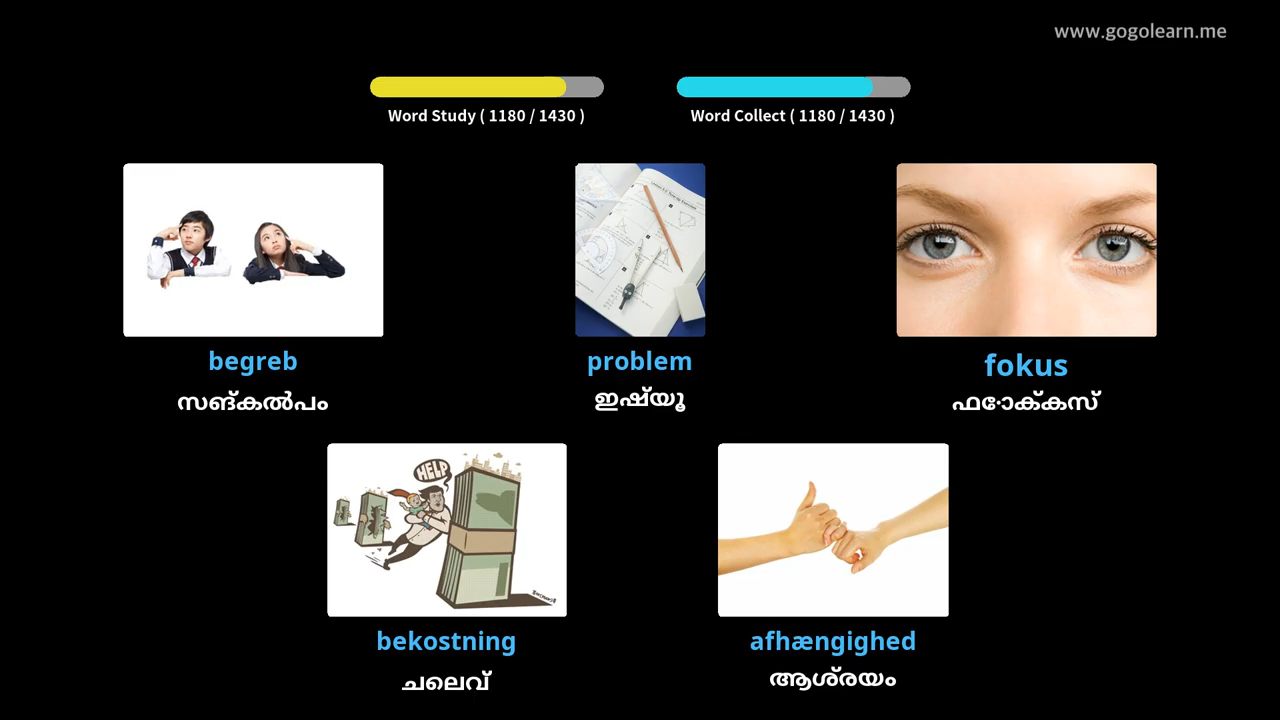 www.gogolearn.me
Word Study ( 1180 / 1430 )
Word Collect ( 1180 / 1430 )
begreb
problem
fokus
സങ്കൽപം
ഇഷ്യൂ
ഫോക്കസ്
HELP
bekostning
afhængighed
ചലെവ്
ആശ്രയം